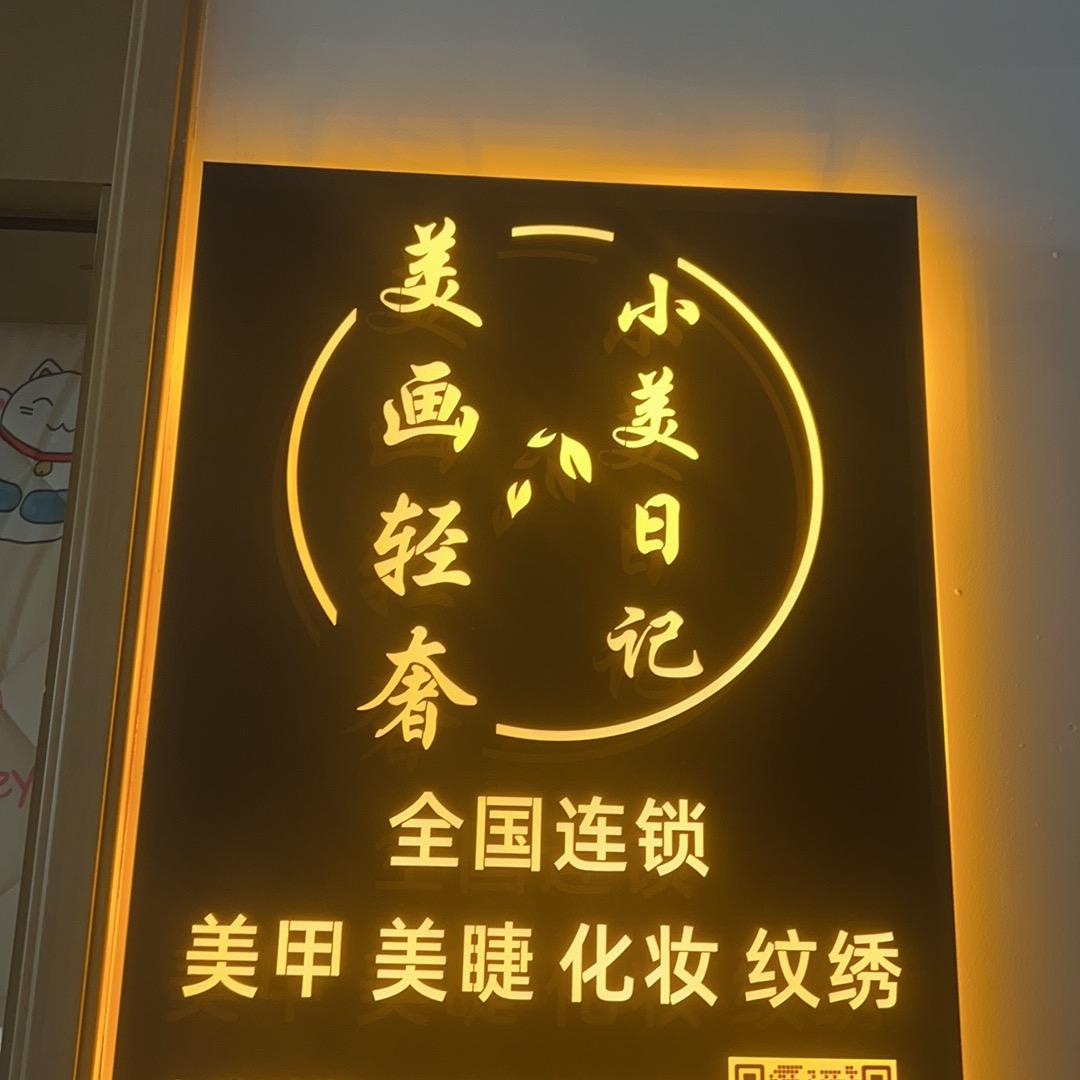 小美日记
美画轻奢
全国连锁
美甲 美睫 化妆 纹绣
ey